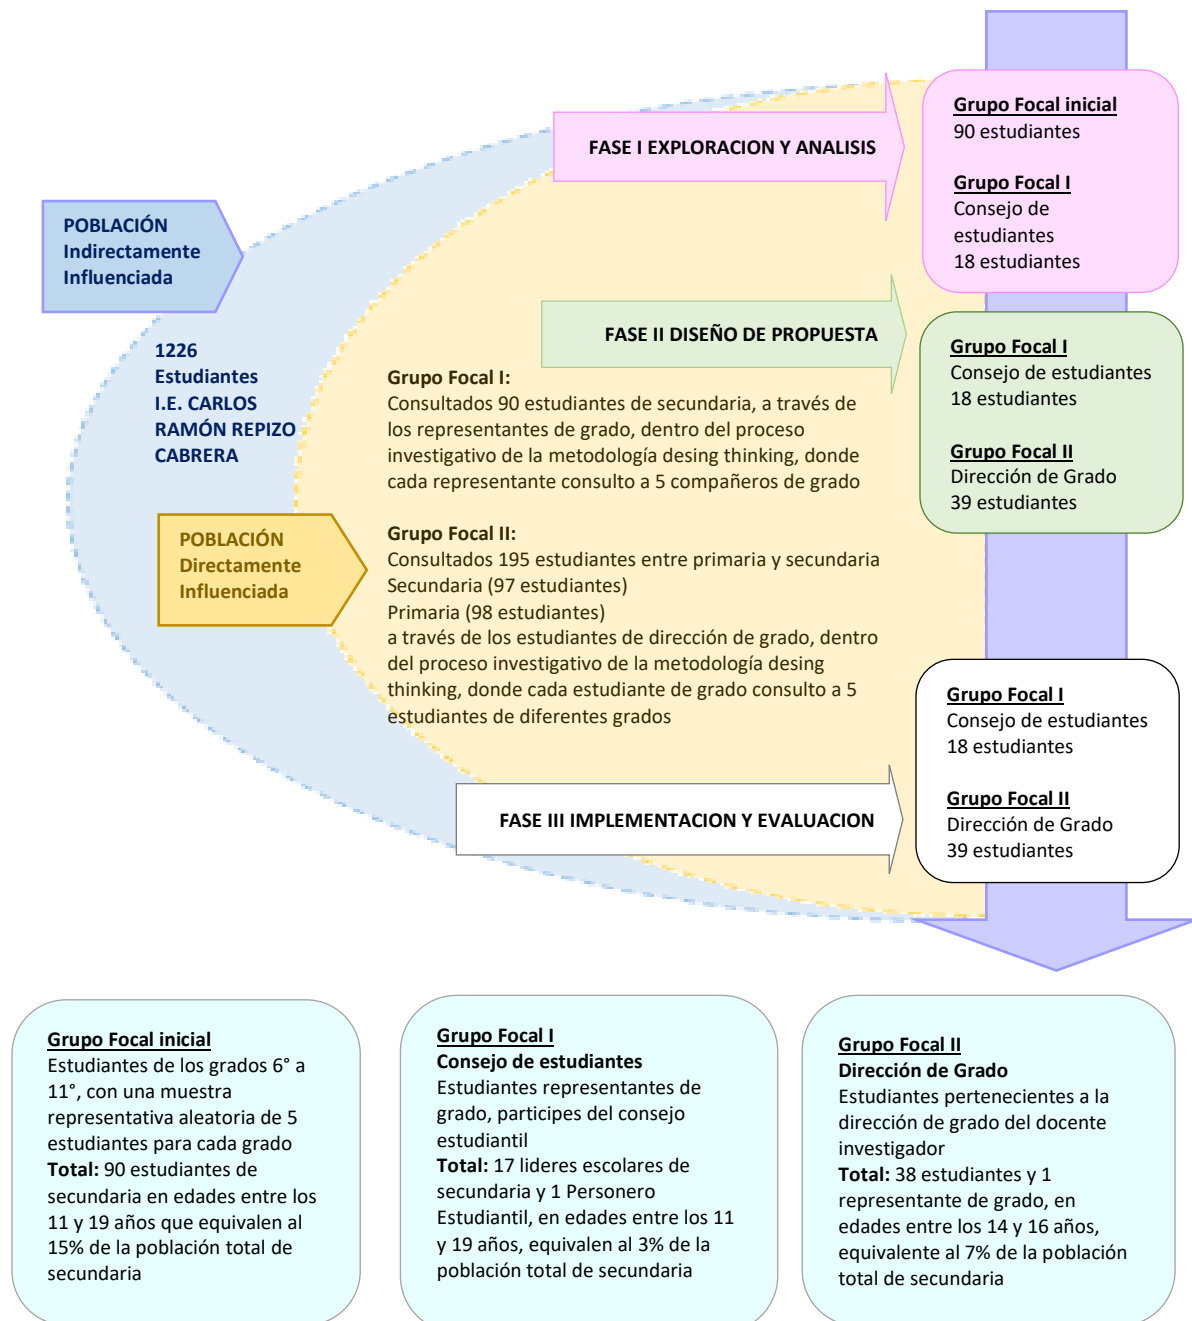 FASE I EXPLORACION Y ANALISIS
Grupo Focal inicial
90 estudiantes
Grupo Focal I
Consejo de
estudiantes
18 estudiantes
POBLACIÓN
Indirectamente
Influenciada
1226
Estudiantes
I.E. CARLOS
RAMÓN REPIZO
CABRERA
FASE II DISEÑO DE PROPUESTA
Grupo Focal I
Consejo de estudiantes
18 estudiantes
Grupo Focal II
Dirección de Grado
39 estudiantes
Grupo Focal I:
Consultados 90 estudiantes de secundaria, a través de
los representantes de grado, dentro del proceso
investigativo de la metodología desing thinking, donde
cada representante consulto a 5 compañeros de grado
POBLACIÓN
Directamente
Influenciada
Grupo Focal II:
Consultados 195 estudiantes entre primaria y secundaria
Secundaria (97 estudiantes)
Primaria (98 estudiantes)
a través de los estudiantes de dirección de grado, dentro
del proceso investigativo de la metodología desing
thinking, donde cada estudiante de grado consulto a 5
estudiantes de diferentes grados
FASE III IMPLEMENTACION Y EVALUACION
Grupo Focal I
Consejo de estudiantes
18 estudiantes
Grupo Focal II
Dirección de Grado
39 estudiantes
Grupo Focal inicial
Estudiantes de los grados 6° a
11°, con una muestra
representativa aleatoria de 5
estudiantes para cada grado
Total: 90 estudiantes de
secundaria en edades entre los
11 y 19 años que equivalen al
15% de la población total de
secundaria
Grupo Focal I
Consejo de estudiantes
Estudiantes representantes de
grado, participes del consejo
estudiantil
Total: 17 lideres escolares de
secundaria y 1 Personero
Estudiantil, en edades entre los 11
y 19 años, equivalen al 3% de la
población total de secundaria
Grupo Focal II
Dirección de Grado
Estudiantes pertenecientes a la
dirección de grado del docente
investigador
Total: 38 estudiantes y 1
representante de grado, en
edades entre los 14 y 16 años,
equivalente al 7% de la población
total de secundaria